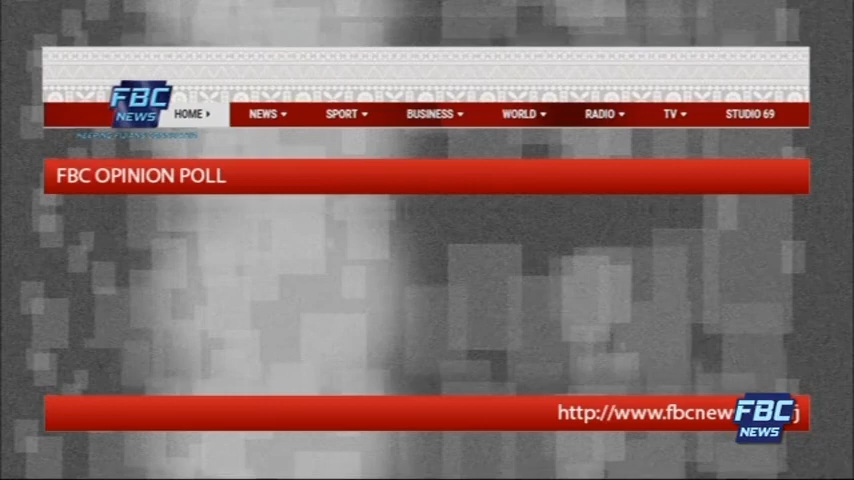 FBC
NEWS
HOME NEWS SPORT BUSINESS WORLD RADIO TV STUDIO 69
FBC OPINION POLL
http://www.fbcnew j
FBC
NEWS